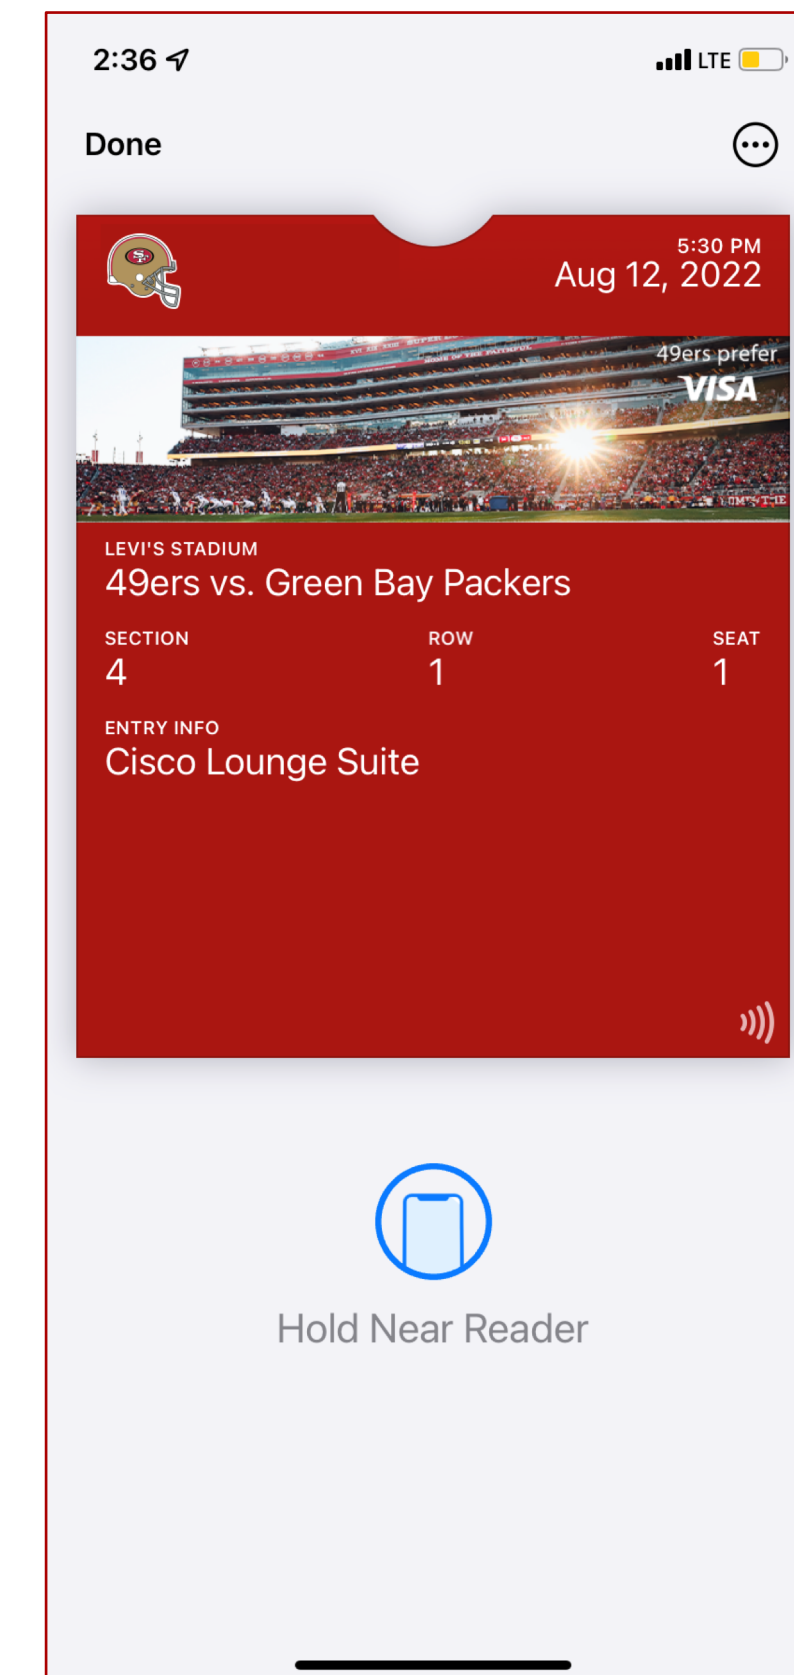 2:36
LTE
Done
5:30 PM
Aug 12, 2022
49ers prefer
VISA
LEVI'S STADIUM
49ers vs. Green Bay Packers
SECTION ROW SEAT
4 1 1
ENTRY INFO
Cisco Lounge Suite
Hold Near Reader